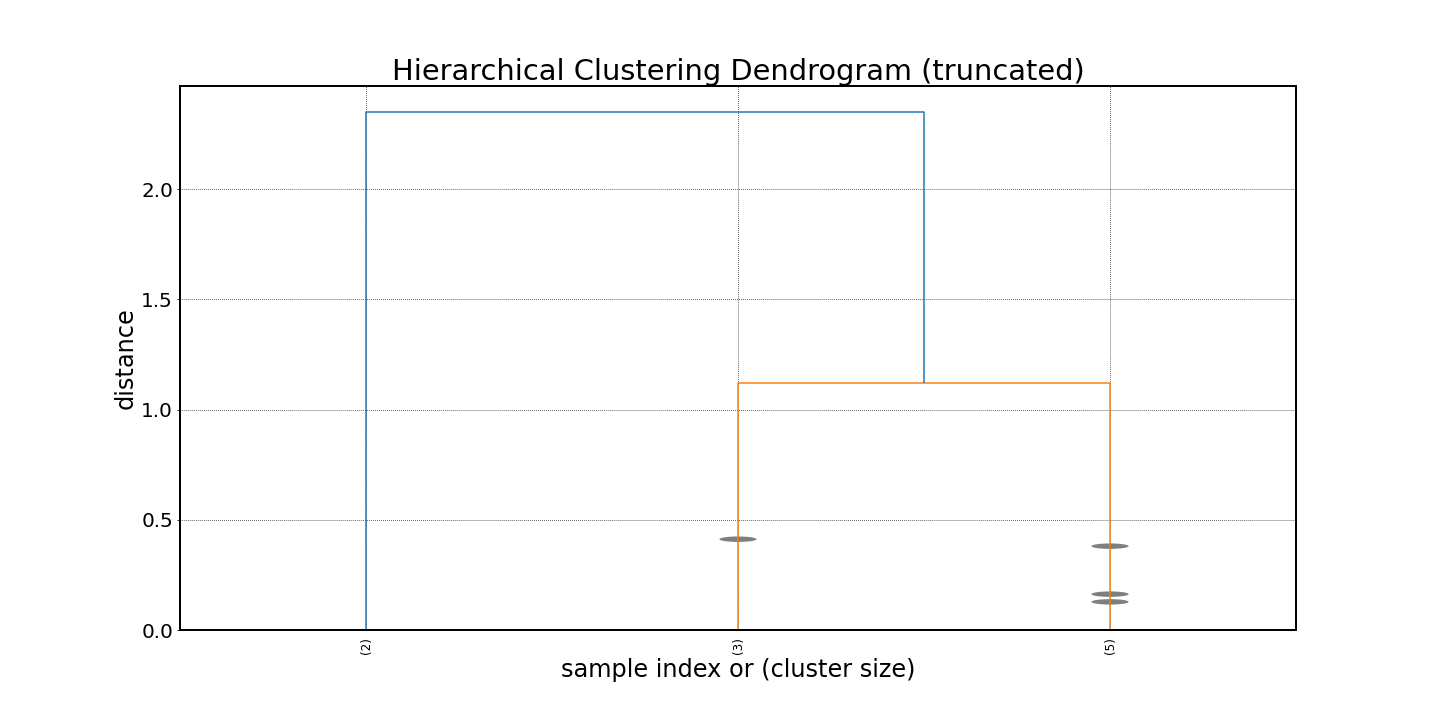 Hierarchical Clustering Dendrogram (truncated)
2.0
1.5
1.0
0.5
0.0
distance
(2)
(3)
(5)
sample index or (cluster size)